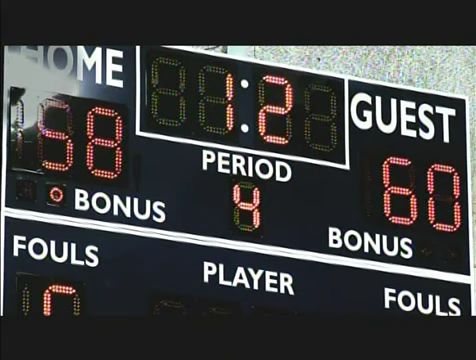 HOME 1:2 GUEST
58 PERIOD 60
BONUS 4 BONUS
FOULS PLAYER FOULS